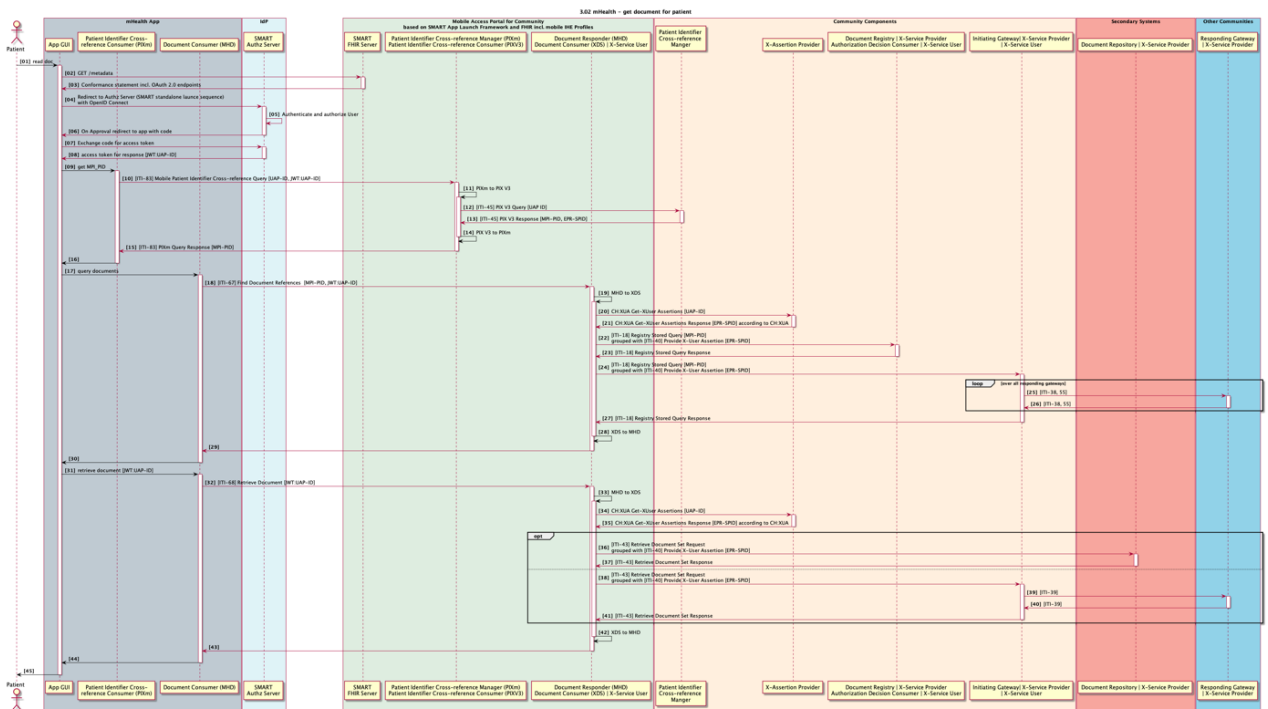 3.02 mHealth - get document for patient
mHealth App
IdP
Mobile Access Portal for Community
based on SMART App Launch Framework and FHIR incl. mobile IHE Profiles
Community Components
Secondary Systems
Other Communities
Patient
App GUI
Patient Identifier Cross-
reference Consumer (PIXm)
Document Consumer (MHD)
SMART
Authz Server
SMART
FHIR Server
Patient Identifier Cross-reference Manager (PIXm)
Patient Identifier Cross-reference Consumer (PIXV3)
Document Responder (MHD)
Document Consumer (XDS) | X-Service User
Patient Identifier
Cross-reference
Manger
X-Assertion Provider
Document Registry | X-Service Provider
Authorization Decision Consumer | X-Service User
Initiating Gateway| X-Service Provider
| X-Service User
Document Repository | X-Service Provider
Responding Gateway
| X-Service Provider
[01] read doc
[02] GET /metadata
[03] Conformance statement incl. OAuth 2.0 endpoints
[04] Redirect to Authz Server (SMART standalone launce sequence)
with OpenID Connect
[05] Authenticate and authorize User
[06] On Approval redirect to app with code
[07] Exchange code for access token
[08] access token for response [JWT:UAP-ID]
[09] get MPI_PID
[10] [ITI-83] Mobile Patient Identifier Cross-reference Query [UAP-ID, JWT:UAP-ID]
[11] PIXm to PIX V3
[12] [ITI-45] PIX V3 Query [UAP ID]
[13] [ITI-45] PIX V3 Response [MPI-PID, EPR-SPID]
[14] PIX V3 to PIXm
[15] [ITI-83] PIXm Query Response [MPI-PID]
[16]
[17] query documents
[18] [ITI-67] Find Document References [MPI-PID, JWT:UAP-ID]
[19] MHD to XDS
[20] CH:XUA Get-XUser Assertions [UAP-ID]
[21] CH:XUA Get-XUser Assertions Response [EPR-SPID] according to CH:XUA
[22] [ITI-18] Registry Stored Query [MPI-PID]
grouped with [ITI-40] Provide X-User Assertion [EPR-SPID]
[23] [ITI-18] Registry Stored Query Response
[24] [ITI-18] Registry Stored Query [MPI-PID]
grouped with [ITI-40] Provide X-User Assertion [EPR-SPID]
loop
[over all responding gateways]
[25] [ITI-38, 55]
[26] [ITI-38, 55]
[27] [ITI-18] Registry Stored Query Response
[28] XDS to MHD
[29]
[30]
[31] retrieve document [JWT:UAP-ID]
[32] [ITI-68] Retrieve Document [JWT:UAP-ID]
[33] MHD to XDS
[34] CH:XUA Get-XUser Assertions [UAP-ID]
[35] CH:XUA Get-XUser Assertions Response [EPR-SPID] according to CH:XUA
opt
[36] [ITI-43] Retrieve Document Set Request
grouped with [ITI-40] Provide X-User Assertion [EPR-SPID]
[37] [ITI-43] Retrieve Document Set Response
[38] [ITI-43] Retrieve Document Set Request
grouped with [ITI-40] Provide X-User Assertion [EPR-SPID]
[39] [ITI-39]
[40] [ITI-39]
[41] [ITI-43] Retrieve Document Set Response
[42] XDS to MHD
[43]
[44]
[45]
Patient
App GUI
Patient Identifier Cross-
reference Consumer (PIXm)
Document Consumer (MHD)
SMART
Authz Server
SMART
FHIR Server
Patient Identifier Cross-reference Manager (PIXm)
Patient Identifier Cross-reference Consumer (PIXV3)
Document Responder (MHD)
Document Consumer (XDS) | X-Service User
Patient Identifier
Cross-reference
Manger
X-Assertion Provider
Document Registry | X-Service Provider
Authorization Decision Consumer | X-Service User
Initiating Gateway| X-Service Provider
| X-Service User
Document Repository | X-Service Provider
Responding Gateway
| X-Service Provider